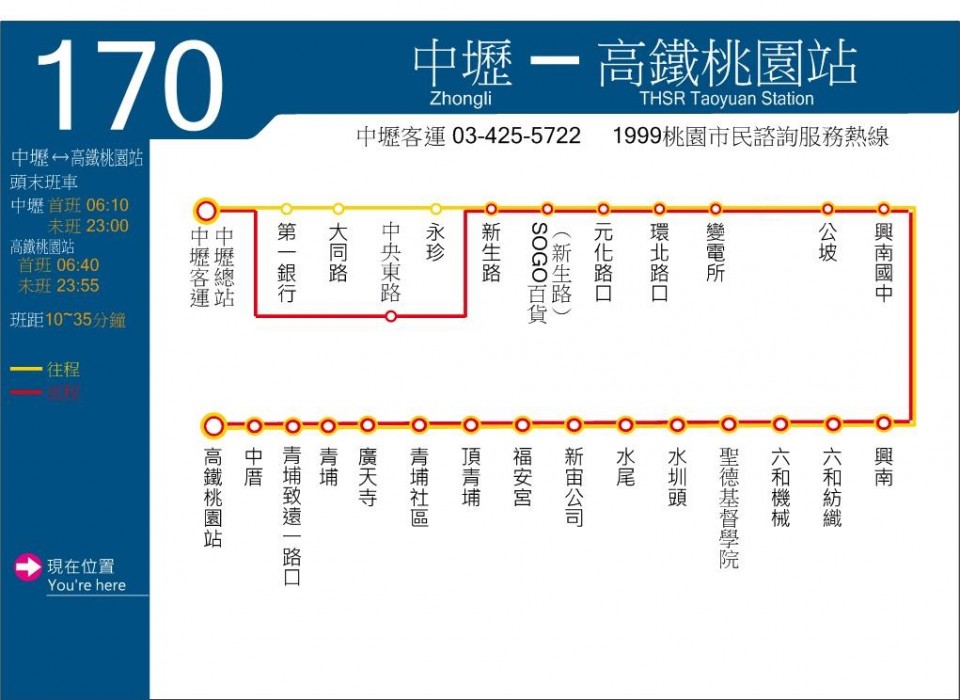 170
中壢 － 高鐵桃園站
Zhongli THSR Taoyuan Station
中壢客運 03-425-5722 1999桃園市民諮詢服務熱線
中壢↔高鐵桃園站
頭末班車
中壢 首班 06:10
末班 23:00
高鐵桃園站
首班 06:40
末班 23:55
班距10~35分鐘
往程
返程
現在位置
You're here
中壢總站
中壢客運
第一銀行
大同路
中央東路
永珍
新生路
(新生路)
SOGO百貨
元化路口
環北路口
變電所
公坡
興南國中
高鐵桃園站
中厝
青埔致遠一路口
青埔
廣天寺
青埔社區
頂青埔
福安宮
新宙公司
水尾
水圳頭
聖德基督學院
六和機械
六和紡織
興南